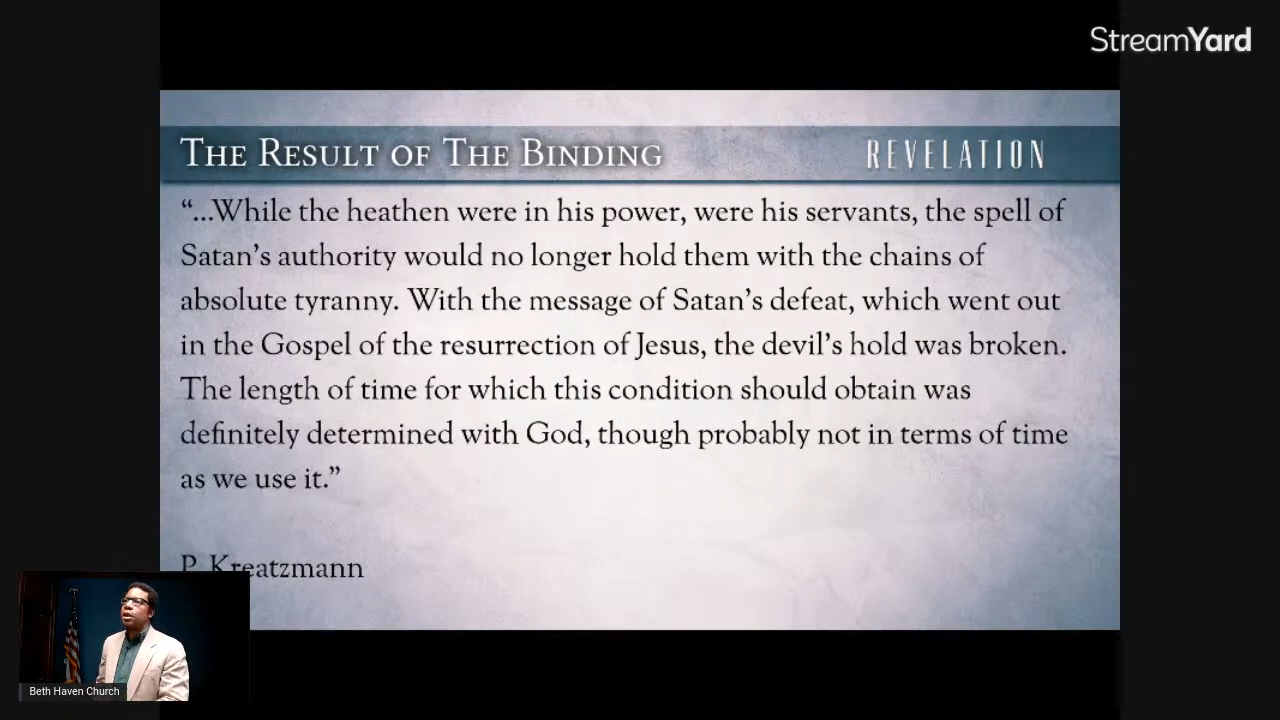 StreamYard
THE RESULT OF THE BINDING
REVELATION
“...While the heathen were in his power, were his servants, the spell of
Satan’s authority would no longer hold them with the chains of
absolute tyranny. With the message of Satan’s defeat, which went out
in the Gospel of the resurrection of Jesus, the devil’s hold was broken.
The length of time for which this condition should obtain was
definitely determined with God, though probably not in terms of time
as we use it.”
P. Kreatzmann
Beth Haven Church